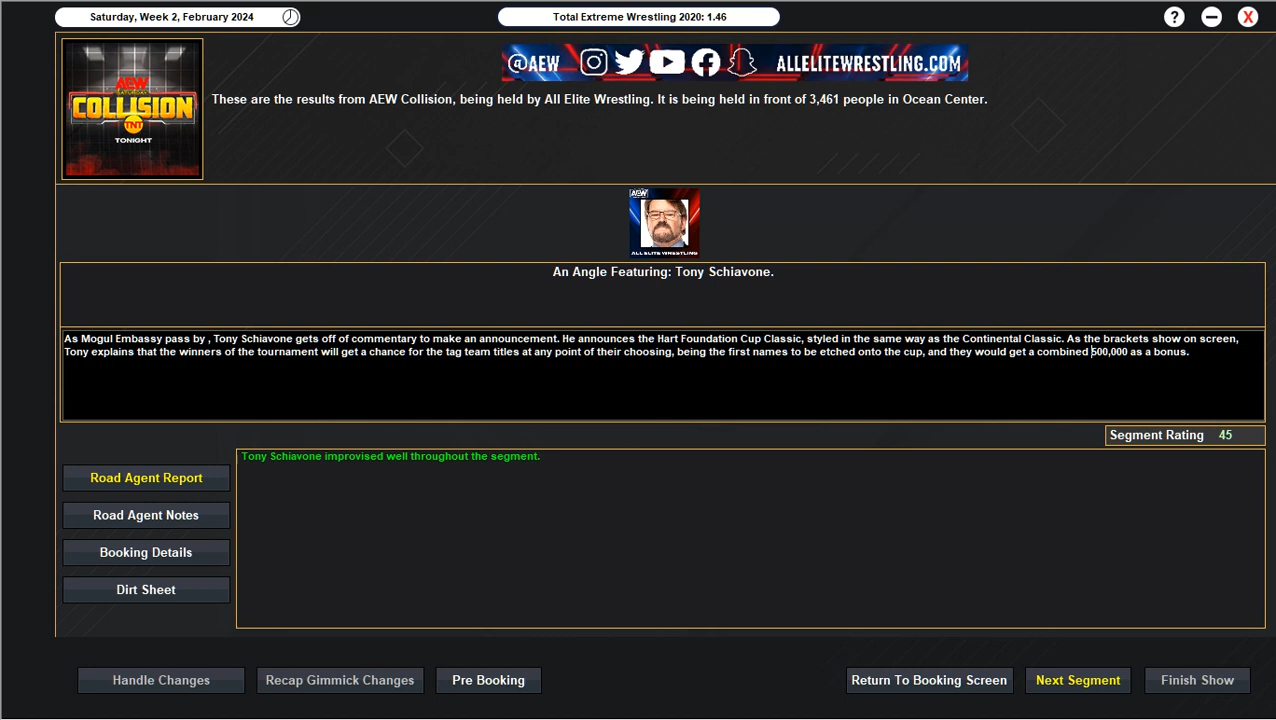 Saturday, Week 2, February 2024
Total Extreme Wrestling 2020: 1.46
? X
@AEW ALLELITEWRESTLING.COM
AEW
SATURDAY
COLLISION
TNT
TONIGHT
These are the results from AEW Collision, being held by All Elite Wrestling. It is being held in front of 3,461 people in Ocean Center.
AEW
ALL ELITE WRESTLING
An Angle Featuring: Tony Schiavone.
As Mogul Embassy pass by , Tony Schiavone gets off of commentary to make an announcement. He announces the Hart Foundation Cup Classic, styled in the same way as the Continental Classic. As the brackets show on screen,
Tony explains that the winners of the tournament will get a chance for the tag team titles at any point of their choosing, being the first names to be etched onto the cup, and they would get a combined 500,000 as a bonus.
Segment Rating 45
Road Agent Report
Tony Schiavone improvised well throughout the segment.
Road Agent Notes
Booking Details
Dirt Sheet
Handle Changes
Recap Gimmick Changes
Pre Booking
Return To Booking Screen
Next Segment
Finish Show